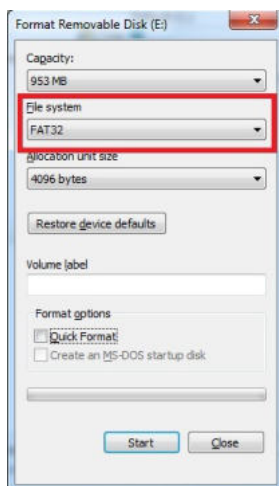 Format Removable Disk (E:)
Capacity:
953 MB
File system
FAT32
Allocation unit size
4096 bytes
Restore device defaults
Volume label
Format options
Quick Format
Create an MS-DOS startup disk
Start
Close